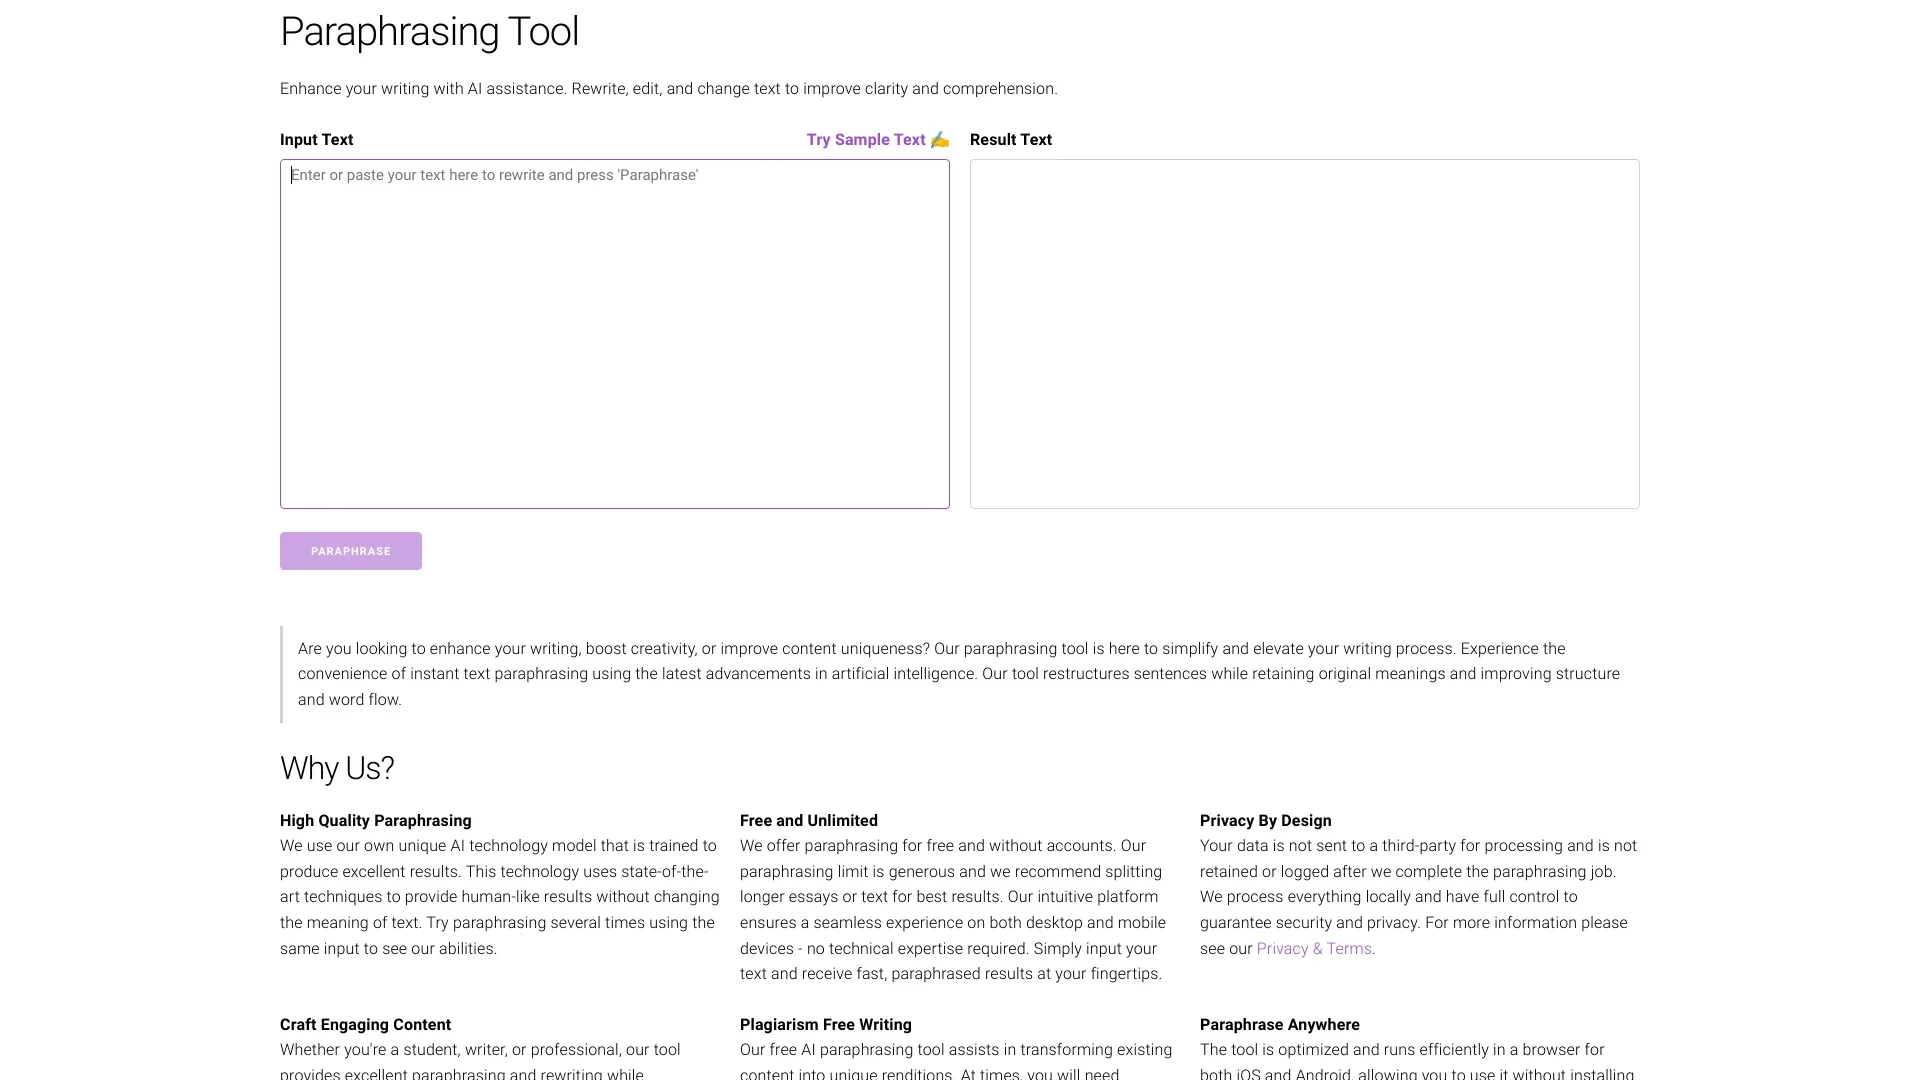 Paraphrasing Tool
Enhance your writing with AI assistance. Rewrite, edit, and change text to improve clarity and comprehension.
Input Text
Try Sample Text ✍️
Enter or paste your text here to rewrite and press 'Paraphrase'
Result Text
PARAPHRASE
Are you looking to enhance your writing, boost creativity, or improve content uniqueness? Our paraphrasing tool is here to simplify and elevate your writing process. Experience the
convenience of instant text paraphrasing using the latest advancements in artificial intelligence. Our tool restructures sentences while retaining original meanings and improving structure
and word flow.
Why Us?
High Quality Paraphrasing
We use our own unique AI technology model that is trained to
produce excellent results. This technology uses state-of-the-
art techniques to provide human-like results without changing
the meaning of text. Try paraphrasing several times using the
same input to see our abilities.
Free and Unlimited
We offer paraphrasing for free and without accounts. Our
paraphrasing limit is generous and we recommend splitting
longer essays or text for best results. Our intuitive platform
ensures a seamless experience on both desktop and mobile
devices - no technical expertise required. Simply input your
text and receive fast, paraphrased results at your fingertips.
Privacy By Design
Your data is not sent to a third-party for processing and is not
retained or logged after we complete the paraphrasing job.
We process everything locally and have full control to
guarantee security and privacy. For more information please
see our Privacy & Terms.
Craft Engaging Content
Whether you're a student, writer, or professional, our tool
provides excellent paraphrasing and rewriting while
Plagiarism Free Writing
Our free AI paraphrasing tool assists in transforming existing
content into unique renditions. At times, you will need
Paraphrase Anywhere
The tool is optimized and runs efficiently in a browser for
both iOS and Android, allowing you to use it without installing